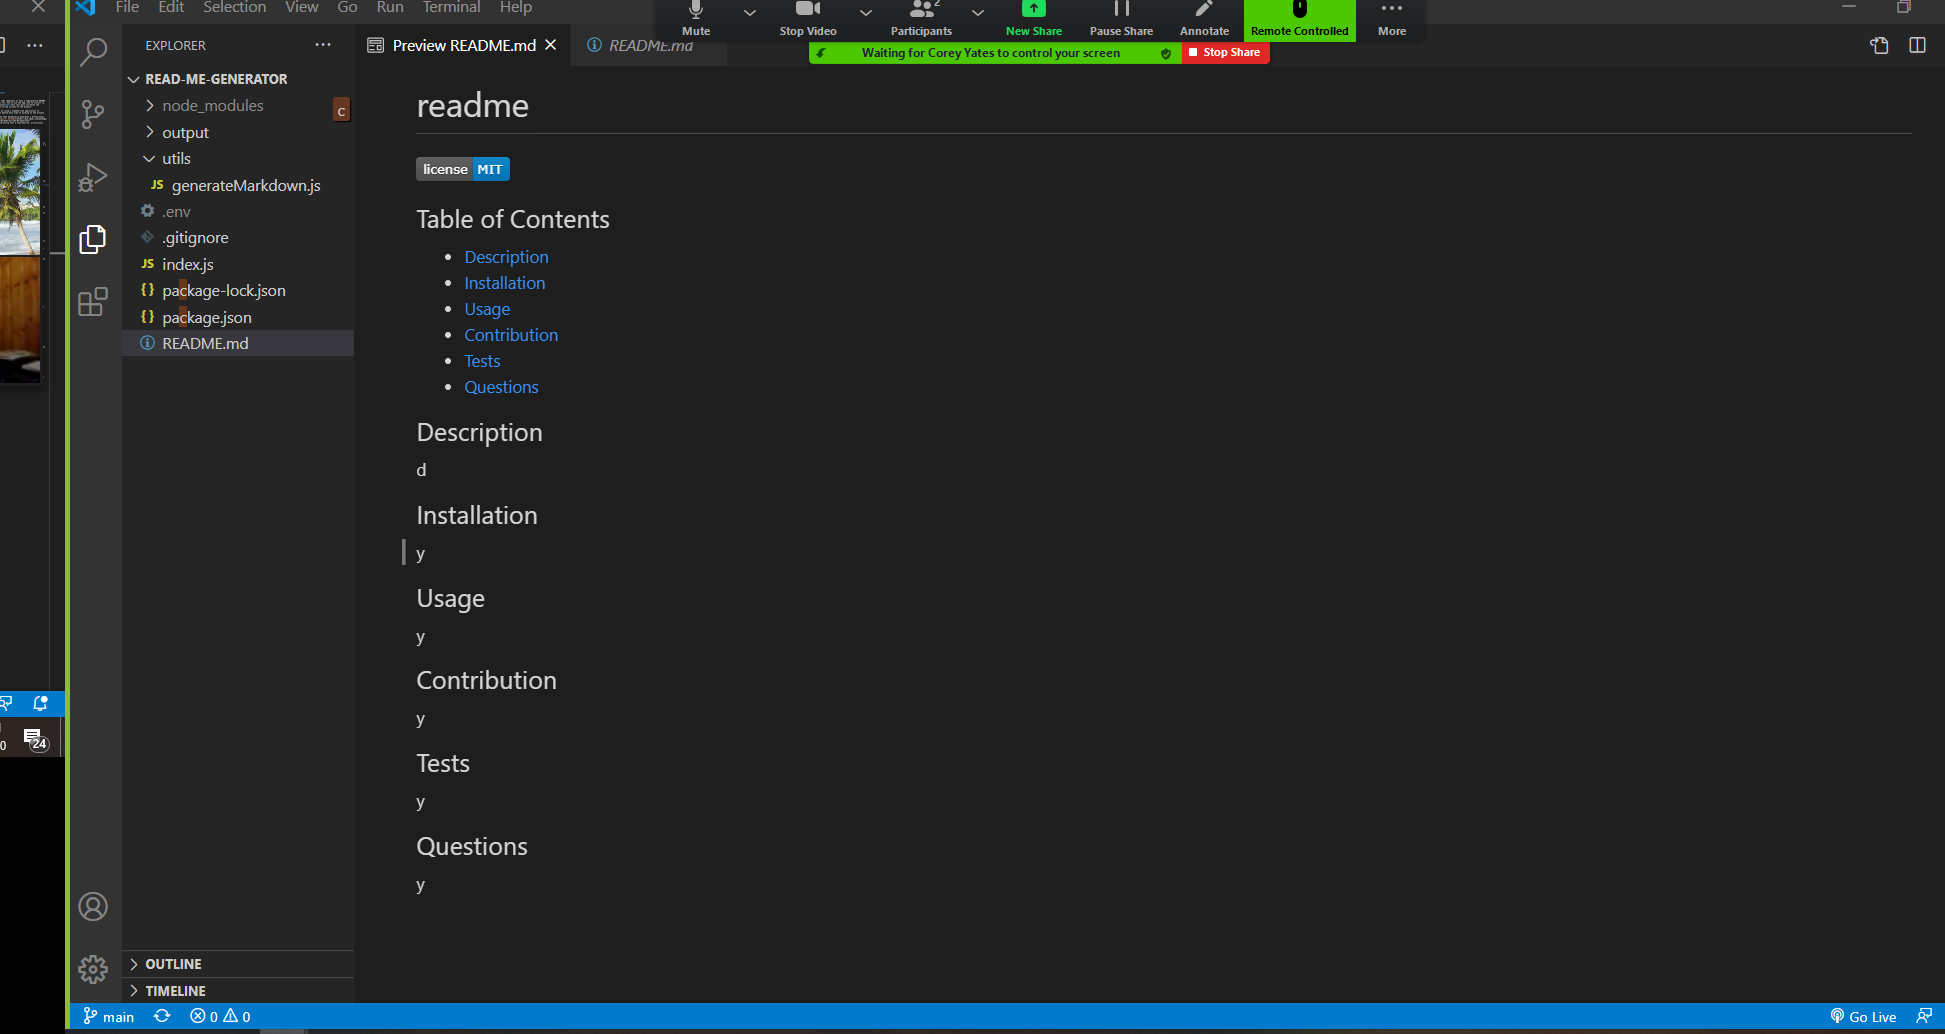 File Edit Selection View Go Run Terminal Help
Mute Stop Video Participants 2 New Share Pause Share Annotate Remote Controlled More
Waiting for Corey Yates to control your screen Stop Share
EXPLORER
Preview README.md README.md
READ-ME-GENERATOR
node_modules
c
output
utils
JS generateMarkdown.js
.env
.gitignore
JS index.js
{} package-lock.json
{} package.json
README.md
readme
license MIT
Table of Contents
Description
Installation
Usage
Contribution
Tests
Questions
Description
d
Installation
y
Usage
y
Contribution
y
Tests
y
Questions
y
0 24
OUTLINE
TIMELINE
main 0 0 Go Live